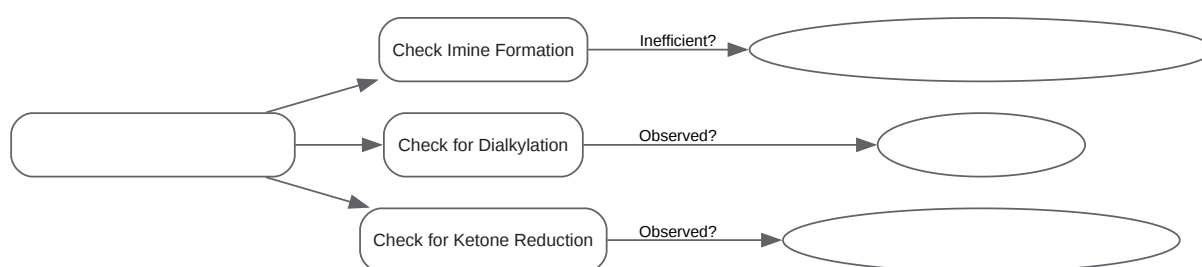 Check Imine Formation
Inefficient?
Check for Dialkylation
Observed?
Check for Ketone Reduction
Observed?